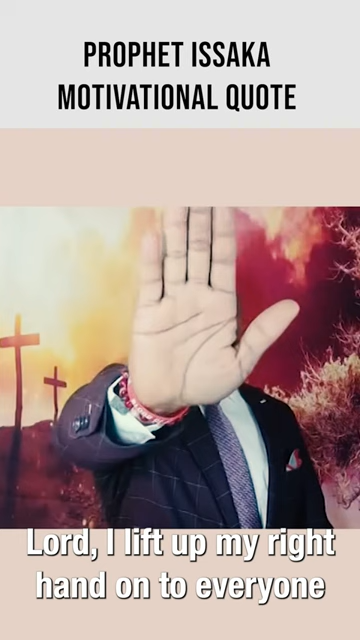 PROPHET ISSAKA
MOTIVATIONAL QUOTE
Lord, I lift up my right
hand on to everyone